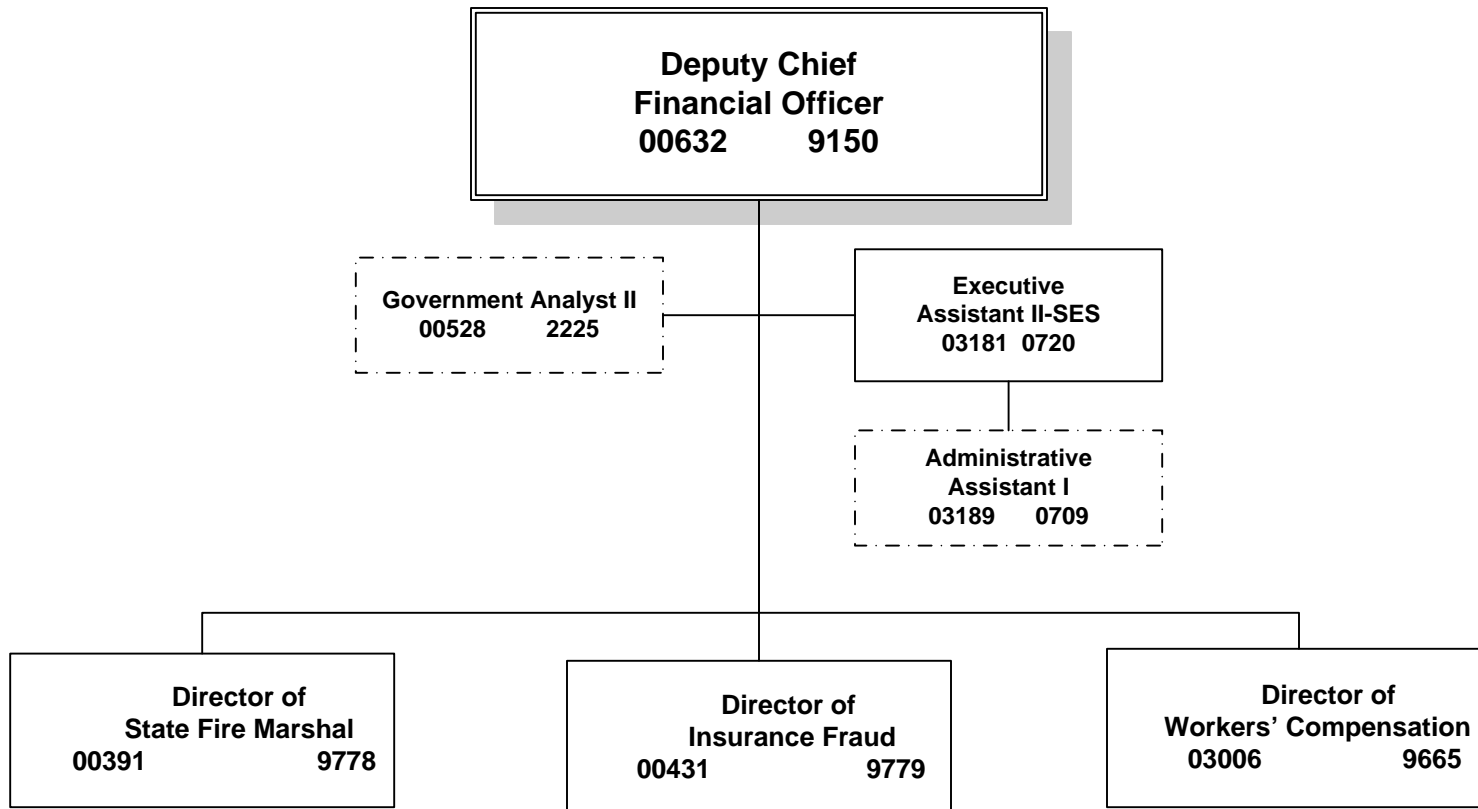 Deputy Chief
Financial Officer
00632 9150
Government Analyst II
00528 2225
Executive
Assistant II-SES
03181 0720
Administrative
Assistant I
03189 0709
Director of
State Fire Marshal
00391 9778
Director of
Insurance Fraud
00431 9779
Director of
Workers’ Compensation
03006 9665